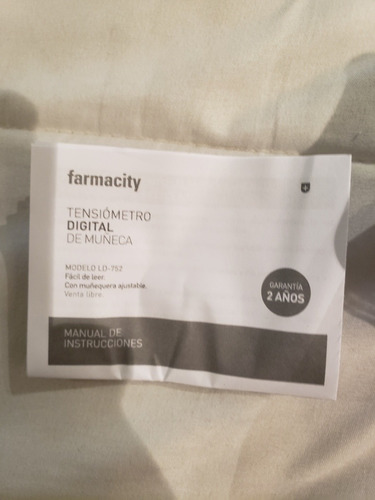 farmacity
TENSIÓMETRO
DIGITAL
DE MUÑECA
MODELO LD-752
Fácil de leer.
Con muñequera ajustable.
Venta libre.
GARANTÍA
2 AÑOS
MANUAL DE
INSTRUCCIONES